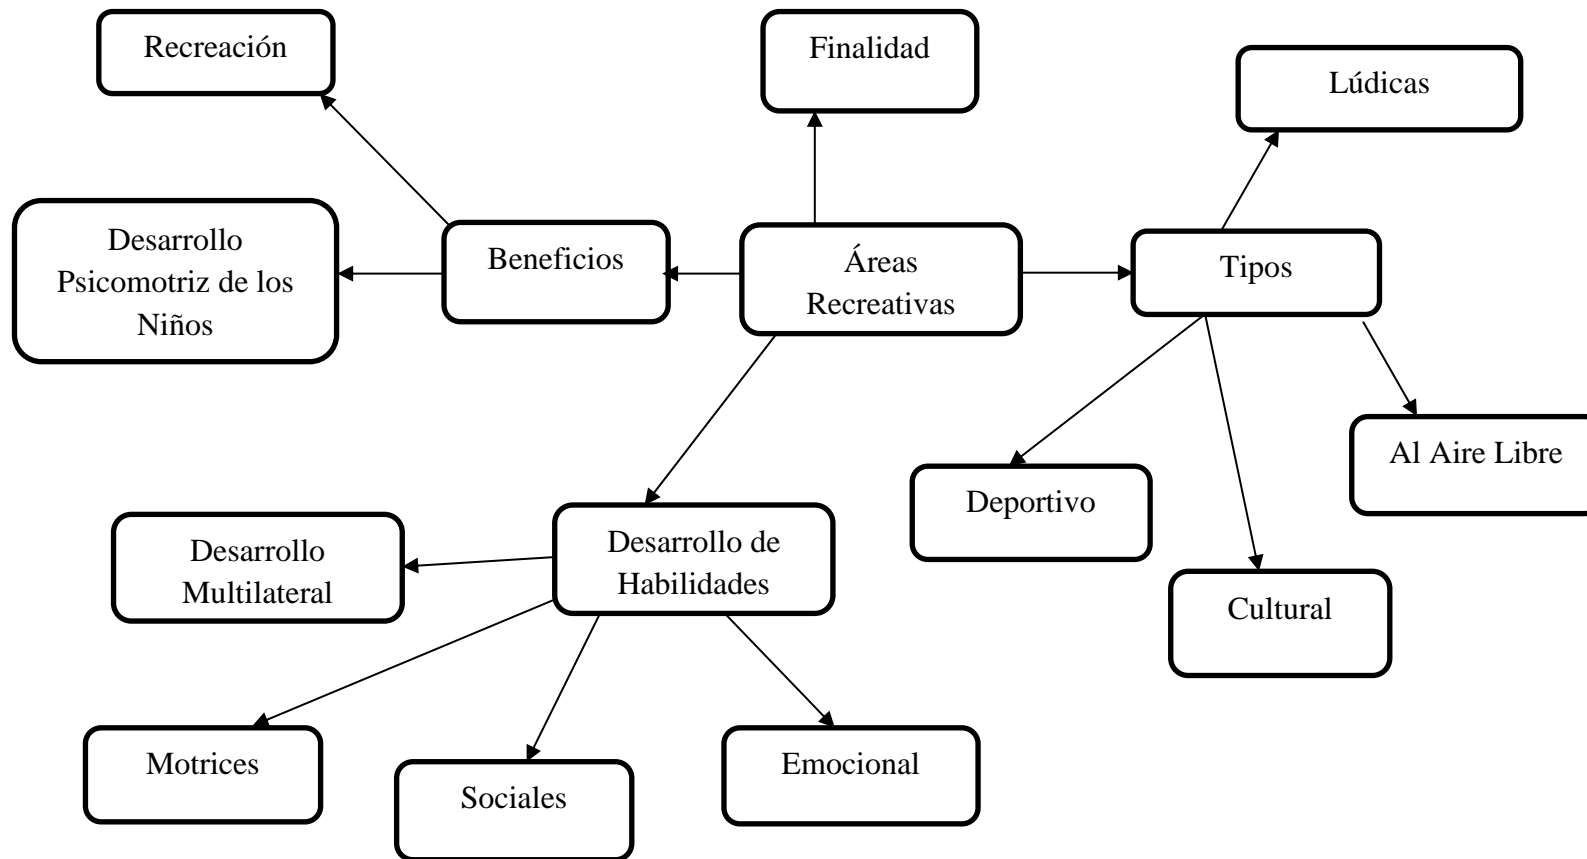 Recreación
Finalidad
Lúdicas
Desarrollo
Psicomotriz de los
Niños
Beneficios
Áreas
Recreativas
Tipos
Al Aire Libre
Deportivo
Desarrollo
Multilateral
Desarrollo de
Habilidades
Cultural
Motrices
Sociales
Emocional